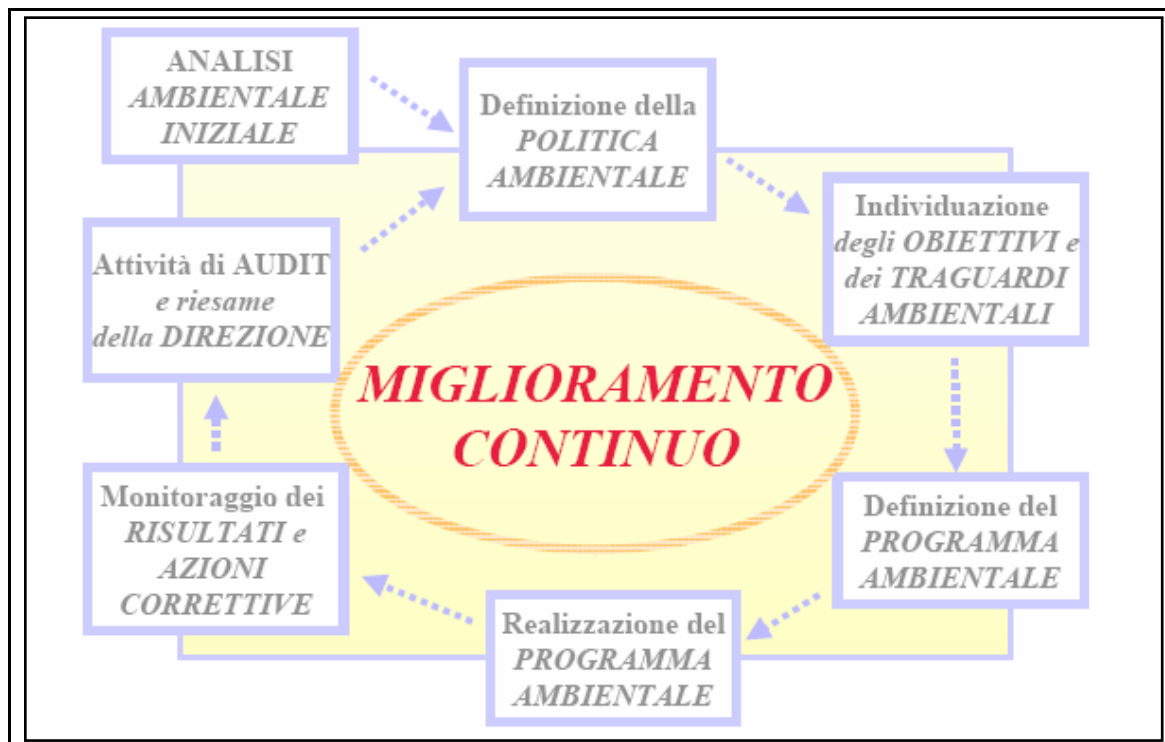 ANALISI
AMBIENTALE
INIZIALE
Definizione della
POLITICA
AMBIENTALE
Individuazione
degli OBIETTIVI e
dei TRAGUARDI
AMBIENTALI
Definizione del
PROGRAMMA
AMBIENTALE
Realizzazione del
PROGRAMMA
AMBIENTALE
Monitoraggio dei
RISULTATI e
AZIONI
CORRETTIVE
Attività di AUDIT
e riesame
della DIREZIONE
MIGLIORAMENTO
CONTINUO